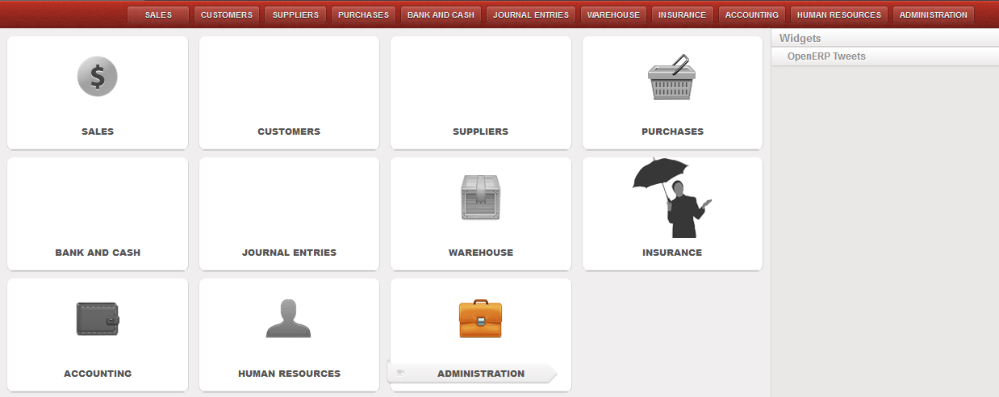 SALES
CUSTOMERS
SUPPLIERS
PURCHASES
BANK AND CASH
JOURNAL ENTRIES
WAREHOUSE
INSURANCE
ACCOUNTING
HUMAN RESOURCES
ADMINISTRATION
Widgets
OpenERP Tweets
$
SALES
CUSTOMERS
SUPPLIERS
PURCHASES
BANK AND CASH
JOURNAL ENTRIES
WAREHOUSE
INSURANCE
ACCOUNTING
HUMAN RESOURCES
ADMINISTRATION